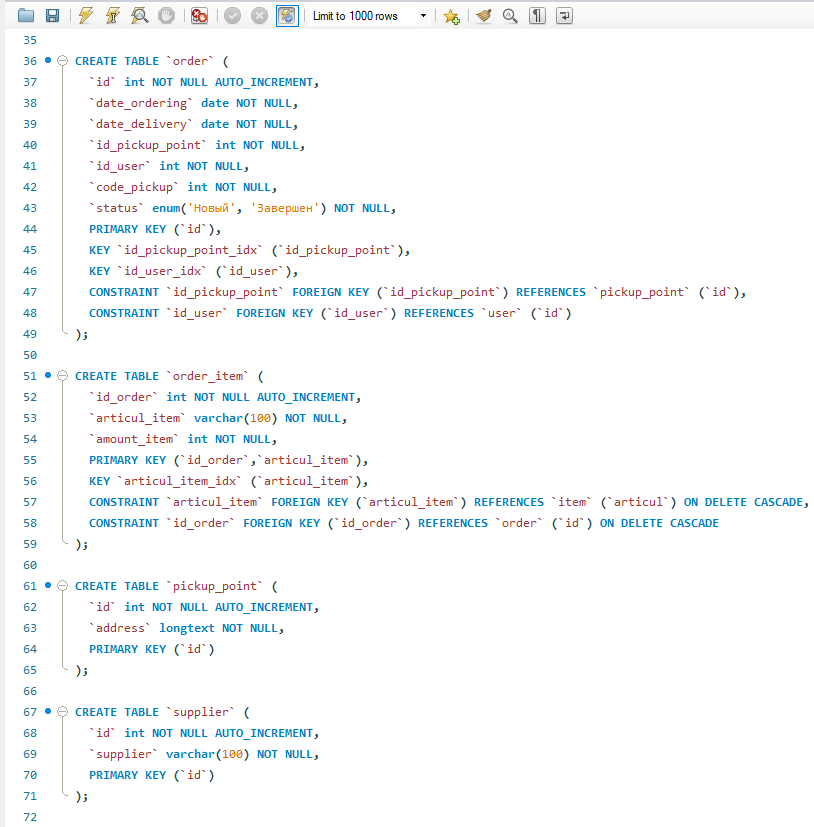 Limit to 1000 rows
35
36 CREATE TABLE `order` (
37 `id` int NOT NULL AUTO_INCREMENT,
38 `date_ordering` date NOT NULL,
39 `date_delivery` date NOT NULL,
40 `id_pickup_point` int NOT NULL,
41 `id_user` int NOT NULL,
42 `code_pickup` int NOT NULL,
43 `status` enum('Новый', 'Завершен') NOT NULL,
44 PRIMARY KEY (`id`),
45 KEY `id_pickup_point_idx` (`id_pickup_point`),
46 KEY `id_user_idx` (`id_user`),
47 CONSTRAINT `id_pickup_point` FOREIGN KEY (`id_pickup_point`) REFERENCES `pickup_point` (`id`),
48 CONSTRAINT `id_user` FOREIGN KEY (`id_user`) REFERENCES `user` (`id`)
49 );
50
51 CREATE TABLE `order_item` (
52 `id_order` int NOT NULL AUTO_INCREMENT,
53 `articul_item` varchar(100) NOT NULL,
54 `amount_item` int NOT NULL,
55 PRIMARY KEY (`id_order`,`articul_item`),
56 KEY `articul_item_idx` (`articul_item`),
57 CONSTRAINT `articul_item` FOREIGN KEY (`articul_item`) REFERENCES `item` (`articul`) ON DELETE CASCADE,
58 CONSTRAINT `id_order` FOREIGN KEY (`id_order`) REFERENCES `order` (`id`) ON DELETE CASCADE
59 );
60
61 CREATE TABLE `pickup_point` (
62 `id` int NOT NULL AUTO_INCREMENT,
63 `address` longtext NOT NULL,
64 PRIMARY KEY (`id`)
65 );
66
67 CREATE TABLE `supplier` (
68 `id` int NOT NULL AUTO_INCREMENT,
69 `supplier` varchar(100) NOT NULL,
70 PRIMARY KEY (`id`)
71 );
72